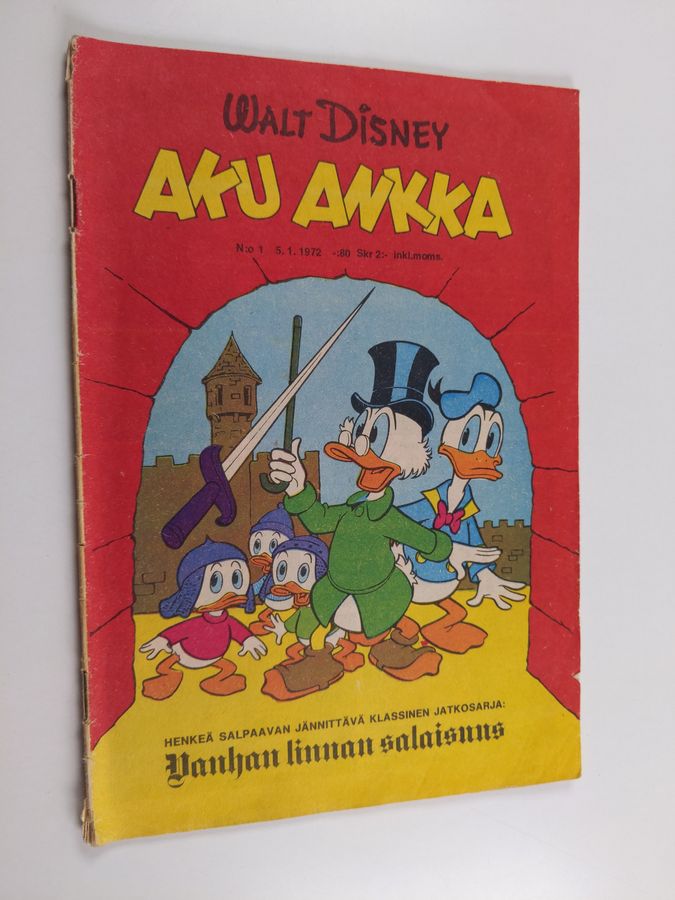 WALT DISNEY
AKU ANKKA
N:o 1 5.1.1972 -:80 Skr 2:- inkl.moms.
HENKEÄ SALPAAVAN JÄNNITTÄVÄ KLASSINEN JATKOSARJA:
Vanhan linnan salaisuus